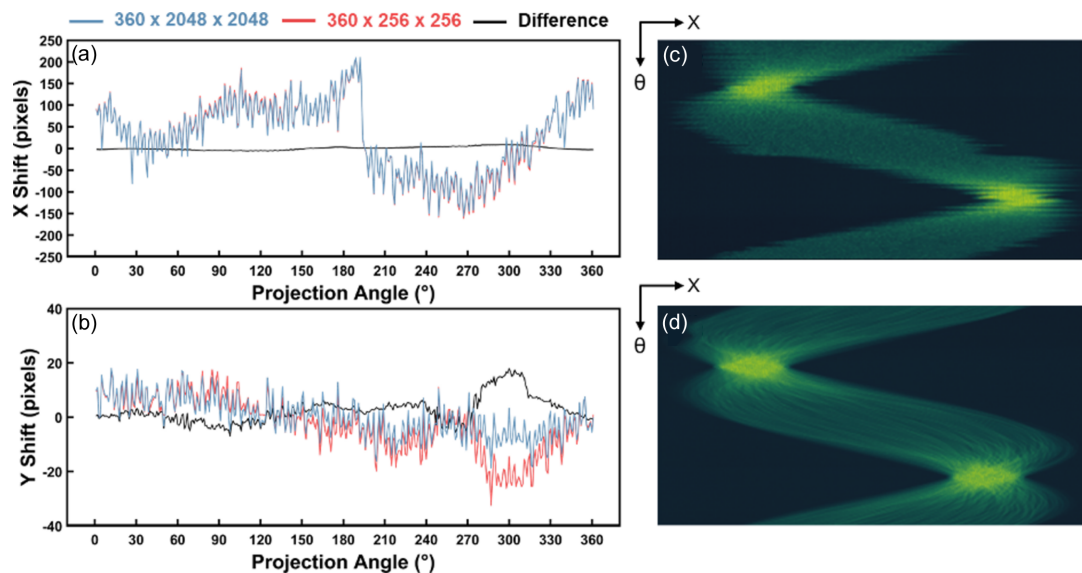 360 x 2048 x 2048 360 x 256 x 256 Difference
(a)
X Shift (pixels)
250
200
150
100
50
0
-50
-100
-150
-200
-250
0 30 60 90 120 150 180 210 240 270 300 330 360
Projection Angle (°)
X
θ
(c)
(b)
Y Shift (pixels)
40
20
0
-20
-40
0 30 60 90 120 150 180 210 240 270 300 330 360
Projection Angle (°)
X
θ
(d)